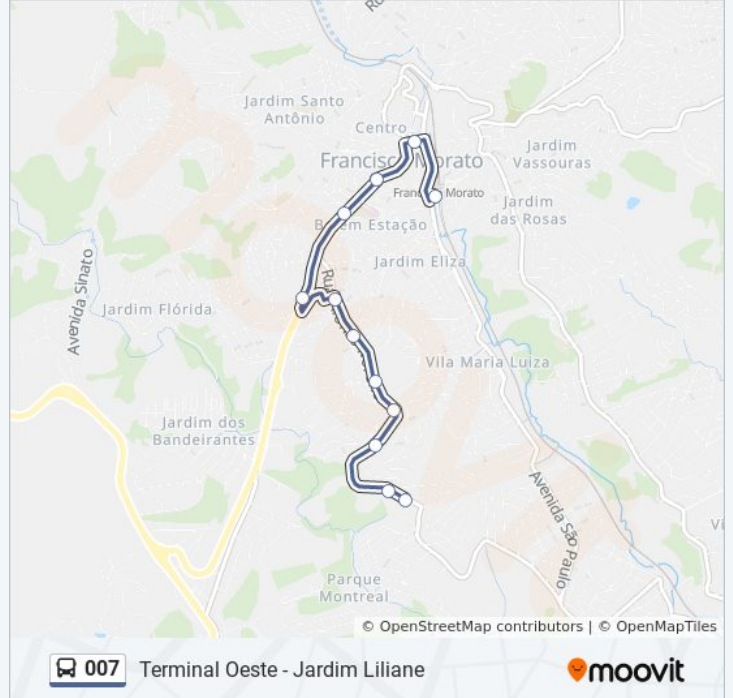 Jardim Santo
Antônio
Centro
Francisco Morato
Jardim
Vassouras
Jardim
das Rosas
Belém Estação
Jardim Eliza
Avenida Sinato
Jardim Flórida
Vila Maria Luiza
Jardim dos
Bandeirantes
Avenida São Paulo
Parque
Montreal
© OpenStreetMap contributors | © OpenMapTiles
007 Terminal Oeste - Jardim Liliane
moovit